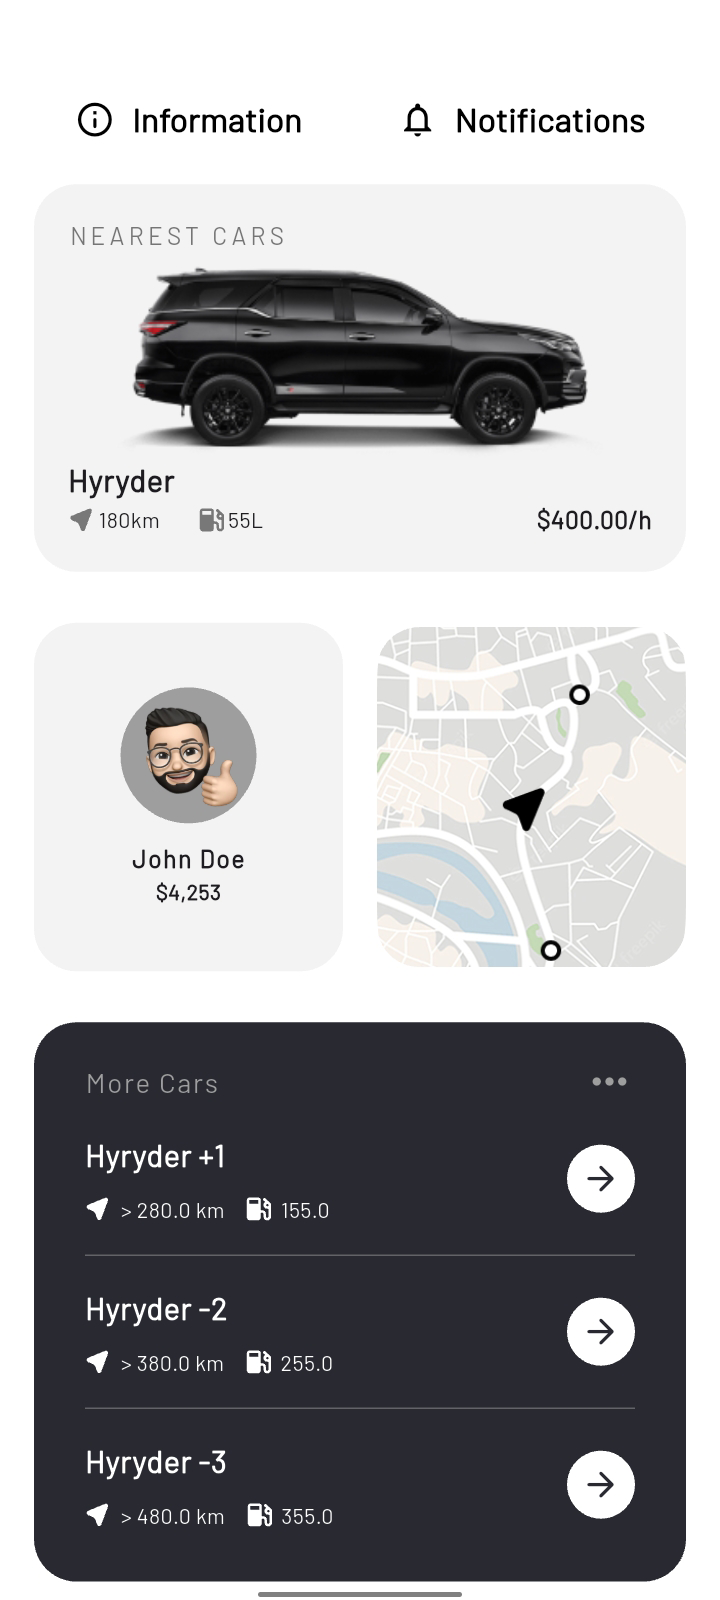 Information
Notifications
NEAREST CARS
Hyryder
180km 55L $400.00/h
John Doe
$4,253
More Cars
Hyryder +1
> 280.0 km 155.0
Hyryder -2
> 380.0 km 255.0
Hyryder -3
> 480.0 km 355.0